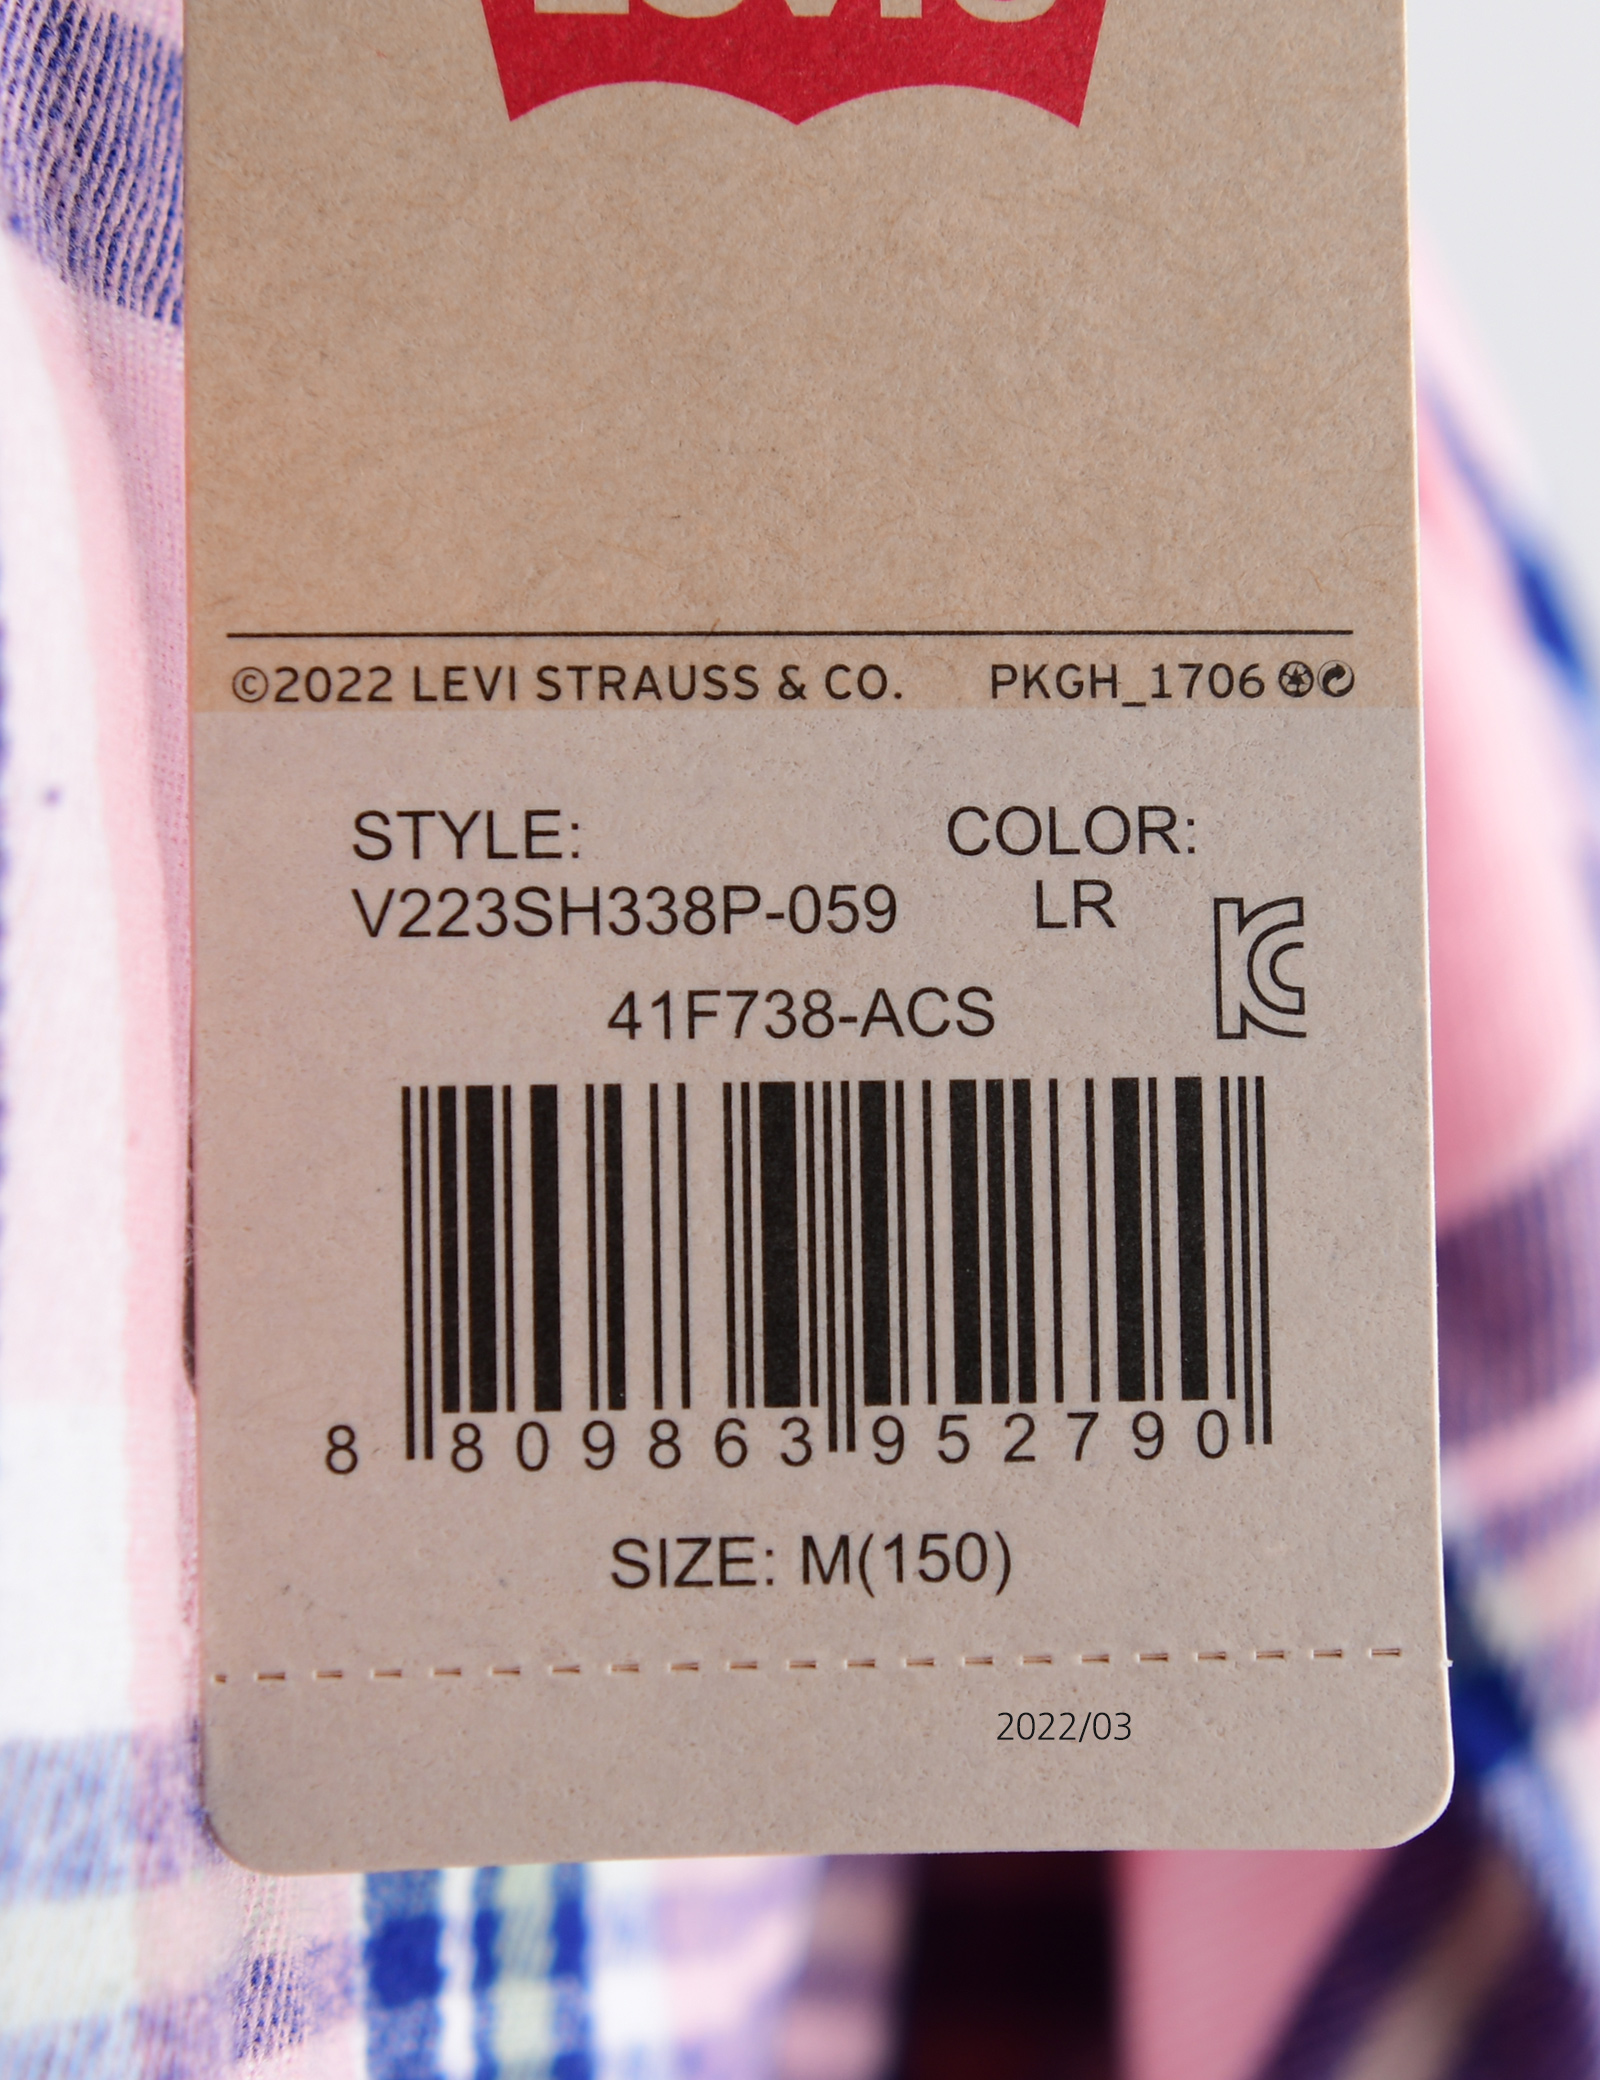 Levi's
©2022 LEVI STRAUSS & CO. PKGH_1706
STYLE: COLOR:
V223SH338P-059 LR
41F738-ACS
8 809863 952790
SIZE: M(150)
2022/03